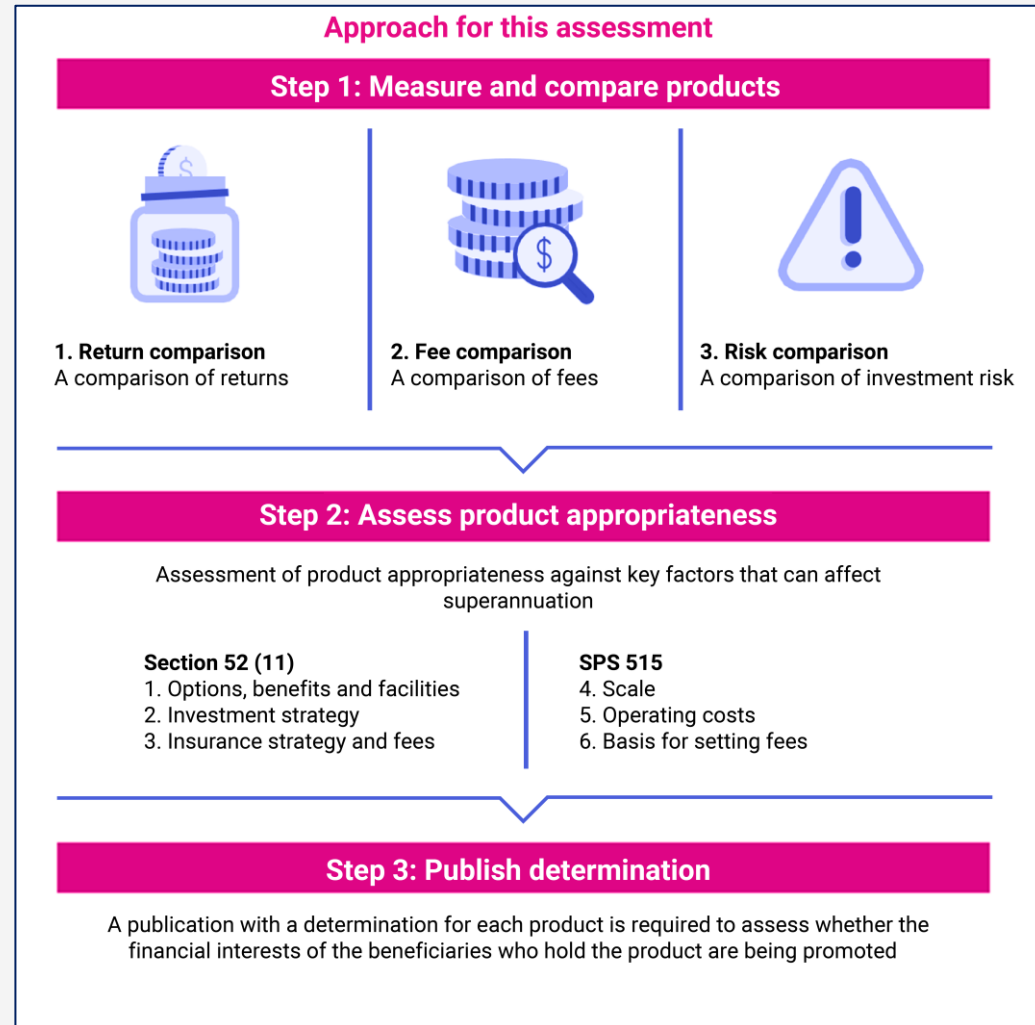 Approach for this assessment
Step 1: Measure and compare products
$
$
1. Return comparison
A comparison of returns
2. Fee comparison
A comparison of fees
3. Risk comparison
A comparison of investment risk
Step 2: Assess product appropriateness
Assessment of product appropriateness against key factors that can affect
superannuation
Section 52 (11)
1. Options, benefits and facilities
2. Investment strategy
3. Insurance strategy and fees
SPS 515
4. Scale
5. Operating costs
6. Basis for setting fees
Step 3: Publish determination
A publication with a determination for each product is required to assess whether the
financial interests of the beneficiaries who hold the product are being promoted